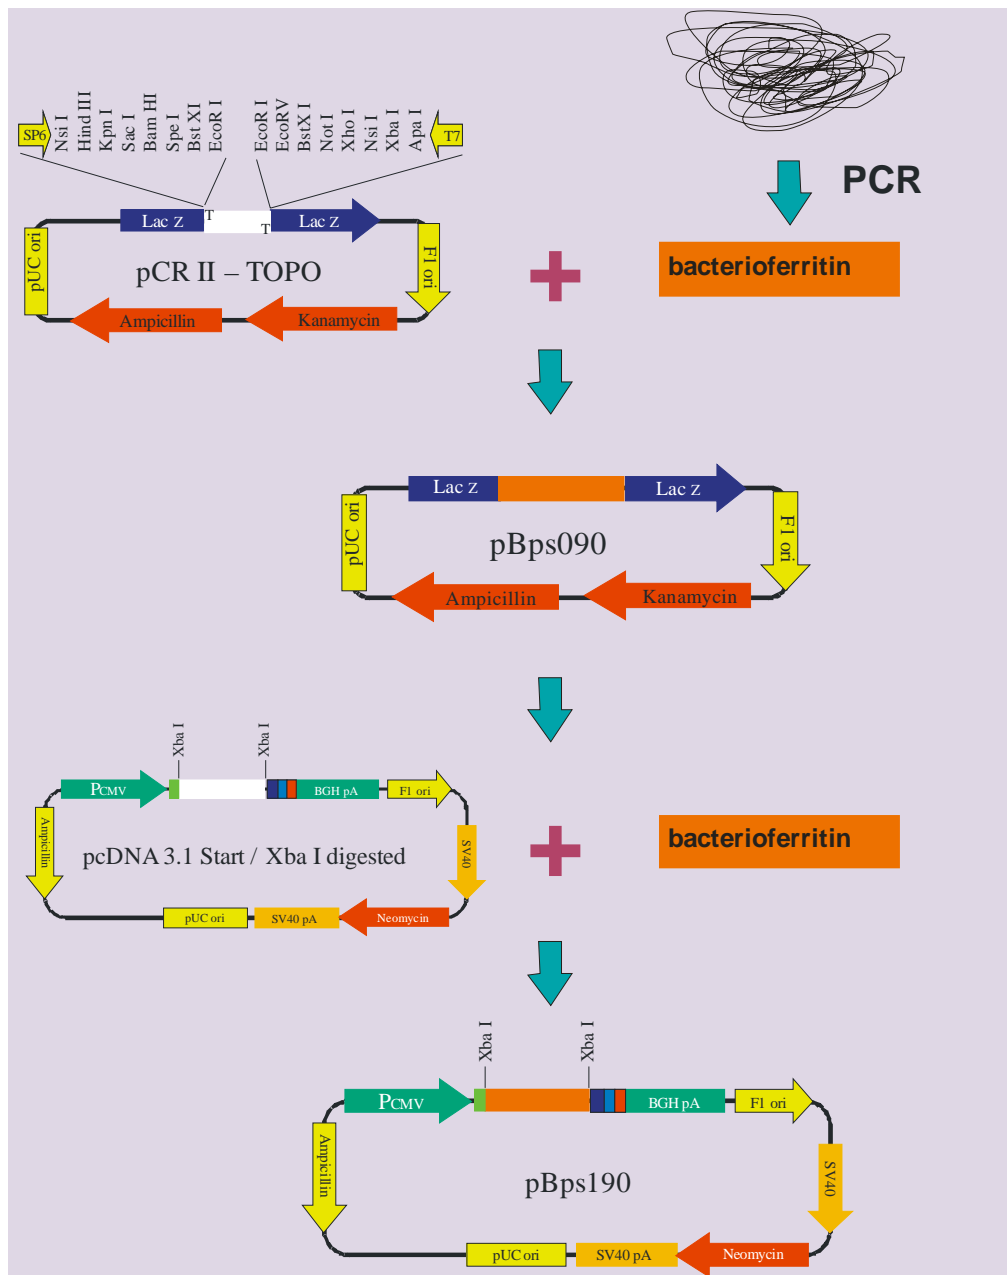 SP6
Nsi I
Hind III
Kpn I
Sac I
Bam HI
Spe I
Bst XI
EcoR I
EcoR I
EcoRV
BstX I
Not I
Xho I
Nsi I
Xba I
Apa I
T7
PCR
Lac Z
T
T
Lac Z
pUC ori
pCR II – TOPO
F1 ori
Ampicillin
Kanamycin
bacterioferritin
Lac Z
Lac Z
pUC ori
pBps090
F1 ori
Ampicillin
Kanamycin
Xba I
Xba I
PCMV
BGH pA
F1 ori
Ampicillin
pcDNA 3.1 Start / Xba I digested
SV40
pUC ori
SV40 pA
Neomycin
bacterioferritin
Xba I
Xba I
PCMV
BGH pA
F1 ori
Ampicillin
pBps190
SV40
pUC ori
SV40 pA
Neomycin